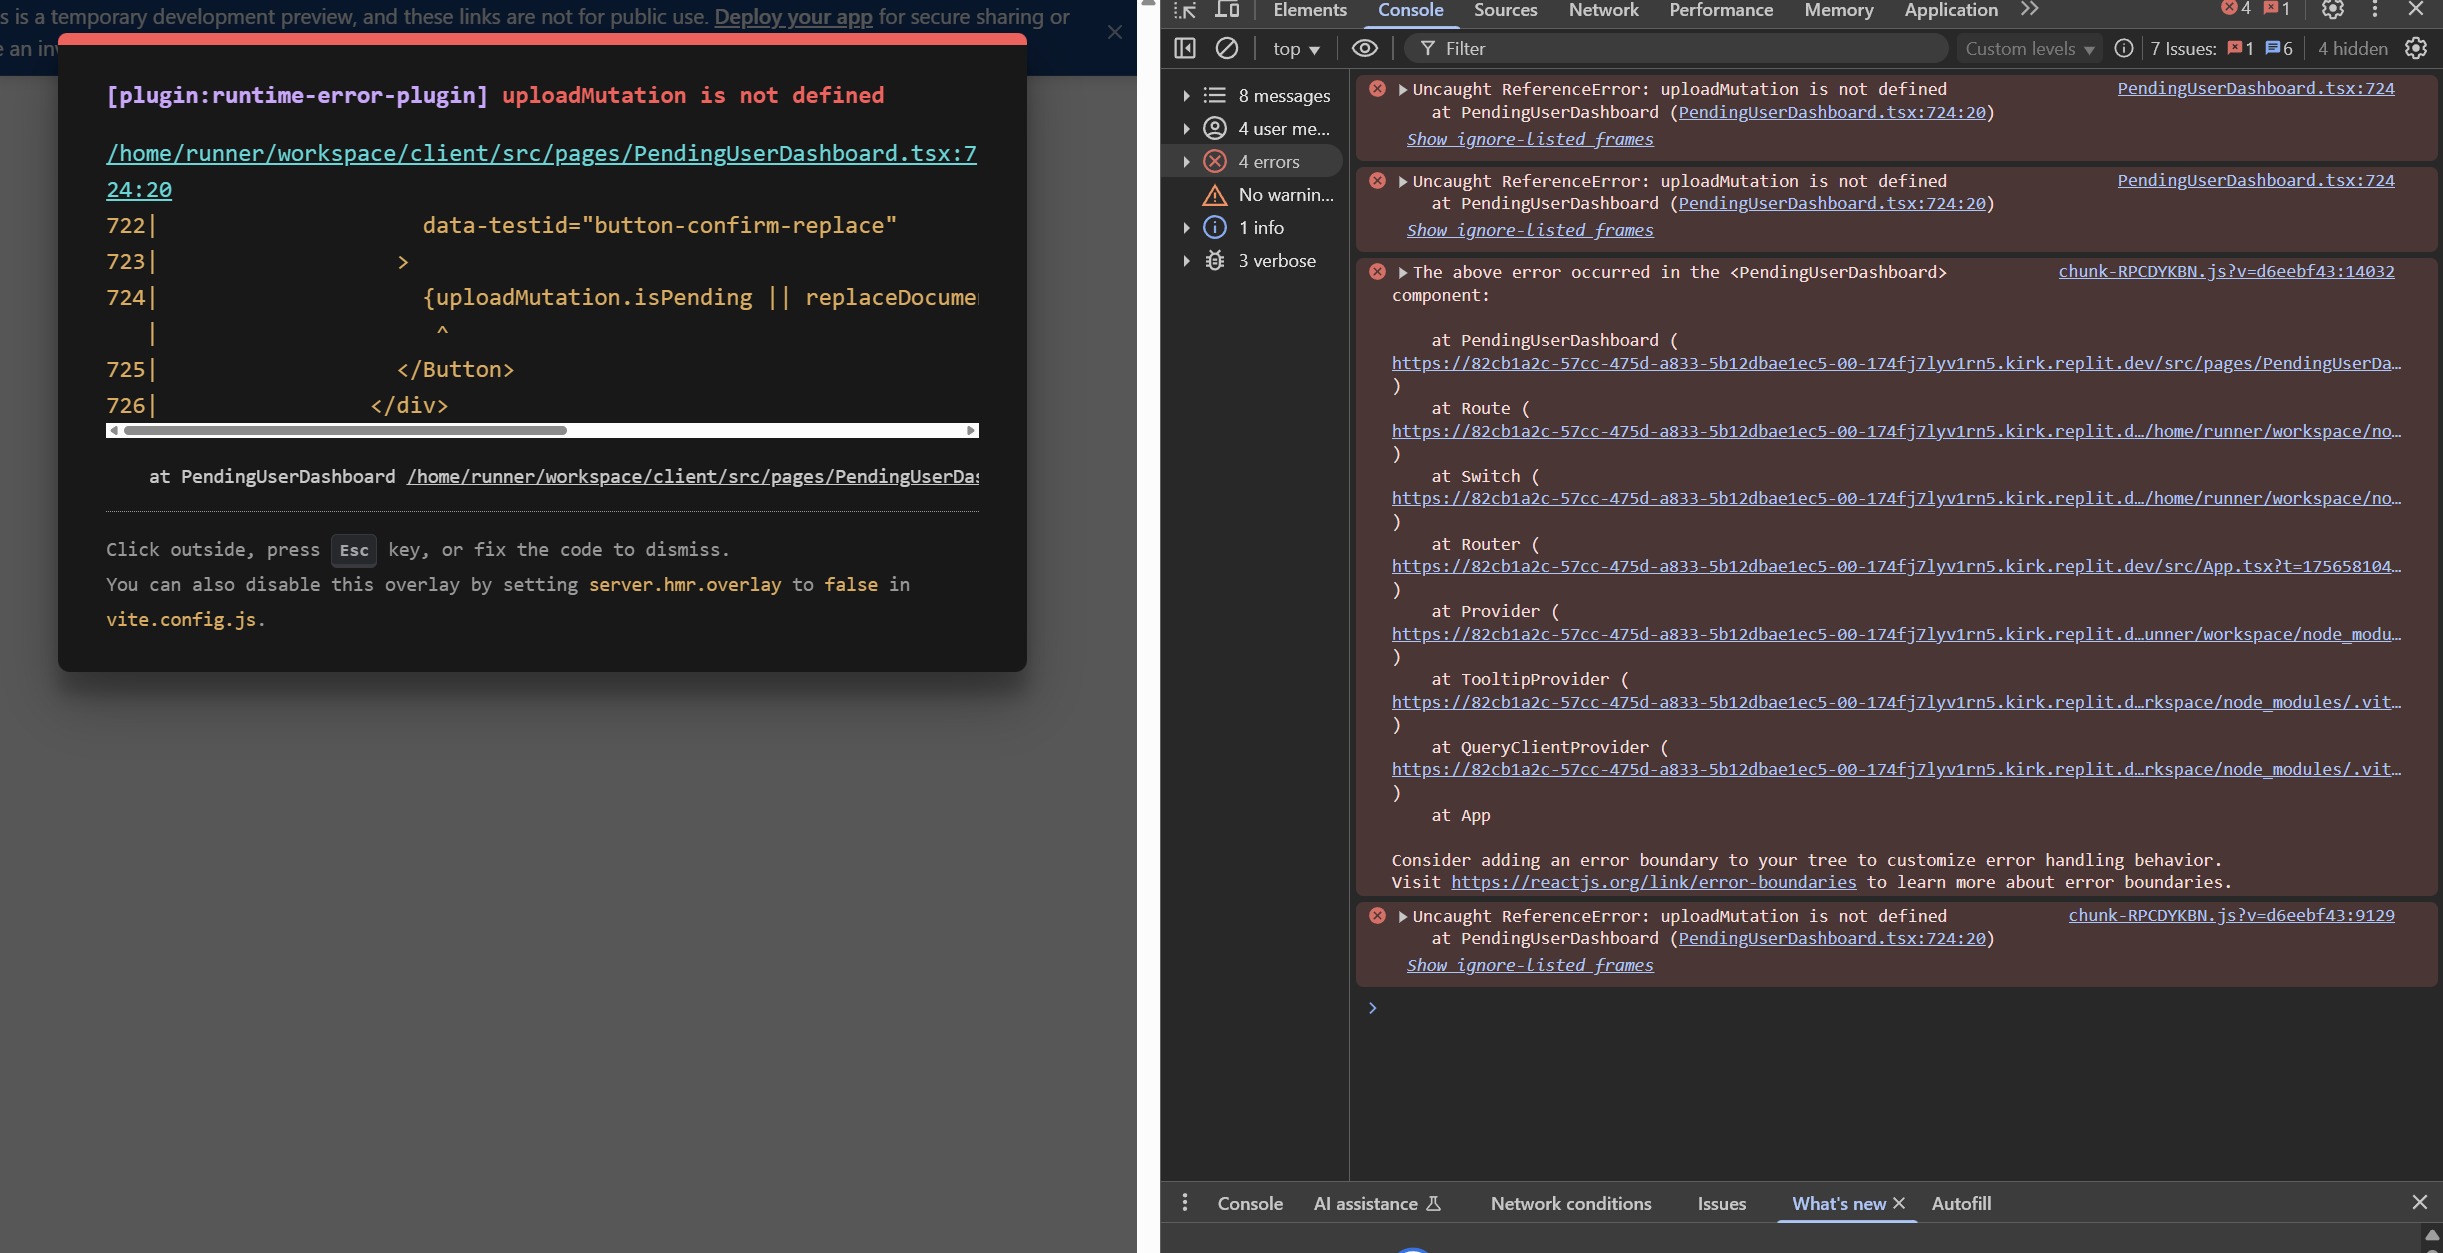 s is a temporary development preview, and these links are not for public use. Deploy your app for secure sharing or
e an inv
[plugin:runtime-error-plugin] uploadMutation is not defined
/home/runner/workspace/client/src/pages/PendingUserDashboard.tsx:7
24:20
722| data-testid="button-confirm-replace"
723| >
724| {uploadMutation.isPending || replaceDocumen
| ^
725| </Button>
726| </div>
at PendingUserDashboard /home/runner/workspace/client/src/pages/PendingUserDas
Click outside, press Esc key, or fix the code to dismiss.
You can also disable this overlay by setting server.hmr.overlay to false in
vite.config.js.
Elements Console Sources Network Performance Memory Application 4 1
top Filter Custom levels 7 Issues: 1 6 4 hidden
8 messages
4 user me...
4 errors
No warnin...
1 info
3 verbose
Uncaught ReferenceError: uploadMutation is not defined PendingUserDashboard.tsx:724
at PendingUserDashboard (PendingUserDashboard.tsx:724:20)
Show ignore-listed frames
Uncaught ReferenceError: uploadMutation is not defined PendingUserDashboard.tsx:724
at PendingUserDashboard (PendingUserDashboard.tsx:724:20)
Show ignore-listed frames
The above error occurred in the <PendingUserDashboard> chunk-RPCDYKBN.js?v=d6eebf43:14032
component:
at PendingUserDashboard (
https://82cb1a2c-57cc-475d-a833-5b12dbae1ec5-00-174fj7lyv1rn5.kirk.replit.dev/src/pages/PendingUserDa…
)
at Route (
https://82cb1a2c-57cc-475d-a833-5b12dbae1ec5-00-174fj7lyv1rn5.kirk.replit.d…/home/runner/workspace/no…
)
at Switch (
https://82cb1a2c-57cc-475d-a833-5b12dbae1ec5-00-174fj7lyv1rn5.kirk.replit.d…/home/runner/workspace/no…
)
at Router (
https://82cb1a2c-57cc-475d-a833-5b12dbae1ec5-00-174fj7lyv1rn5.kirk.replit.dev/src/App.tsx?t=175658104…
)
at Provider (
https://82cb1a2c-57cc-475d-a833-5b12dbae1ec5-00-174fj7lyv1rn5.kirk.replit.d…unner/workspace/node_modu…
)
at TooltipProvider (
https://82cb1a2c-57cc-475d-a833-5b12dbae1ec5-00-174fj7lyv1rn5.kirk.replit.d…rkspace/node_modules/.vit…
)
at QueryClientProvider (
https://82cb1a2c-57cc-475d-a833-5b12dbae1ec5-00-174fj7lyv1rn5.kirk.replit.d…rkspace/node_modules/.vit…
)
at App
Consider adding an error boundary to your tree to customize error handling behavior.
Visit https://reactjs.org/link/error-boundaries to learn more about error boundaries.
Uncaught ReferenceError: uploadMutation is not defined chunk-RPCDYKBN.js?v=d6eebf43:9129
at PendingUserDashboard (PendingUserDashboard.tsx:724:20)
Show ignore-listed frames
Console AI assistance Network conditions Issues What's new Autofill